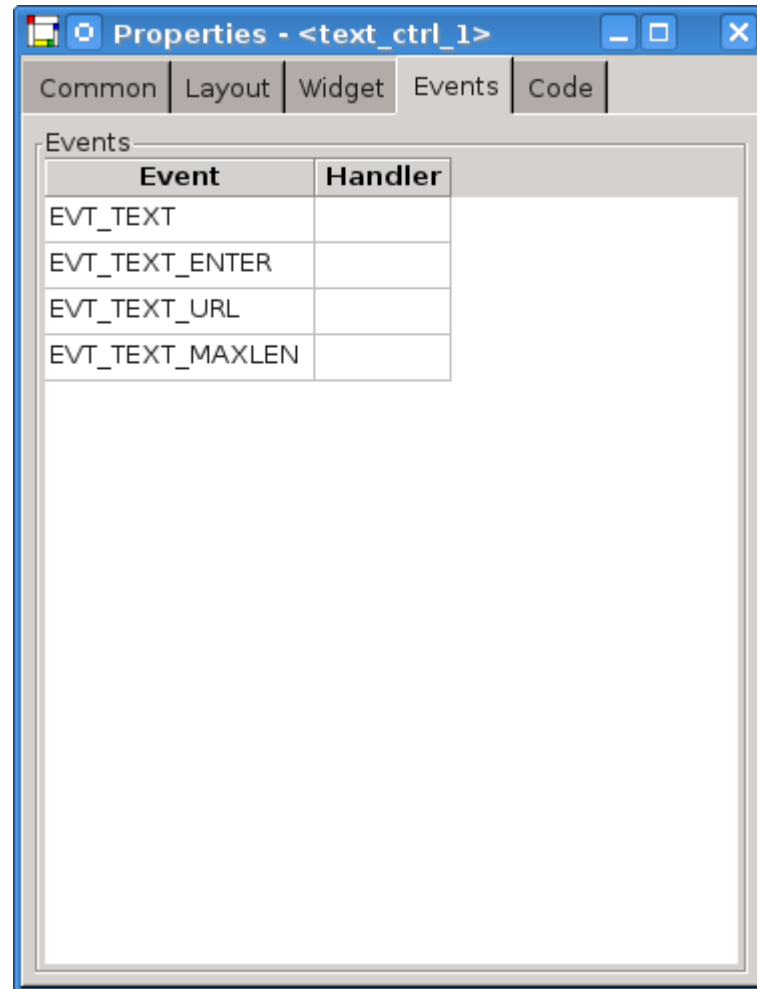 Properties - <text_ctrl_1>
Common Layout Widget Events Code
Events
Event Handler
EVT_TEXT
EVT_TEXT_ENTER
EVT_TEXT_URL
EVT_TEXT_MAXLEN